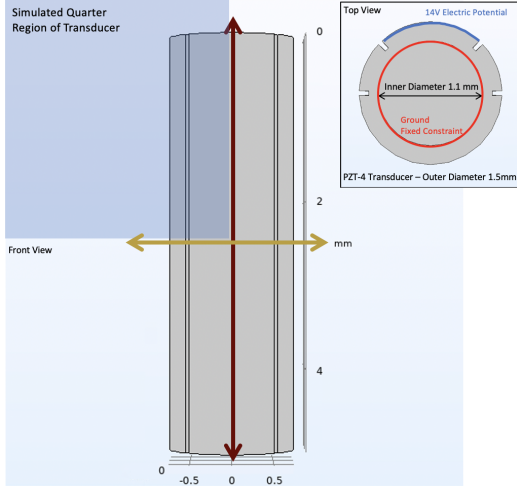 Simulated Quarter
Region of Transducer
Top View
14V Electric Potential
Inner Diameter 1.1 mm
Ground
Fixed Constraint
PZT-4 Transducer – Outer Diameter 1.5mm
0
2
Front View
mm
4
0
-0.5
0
0.5